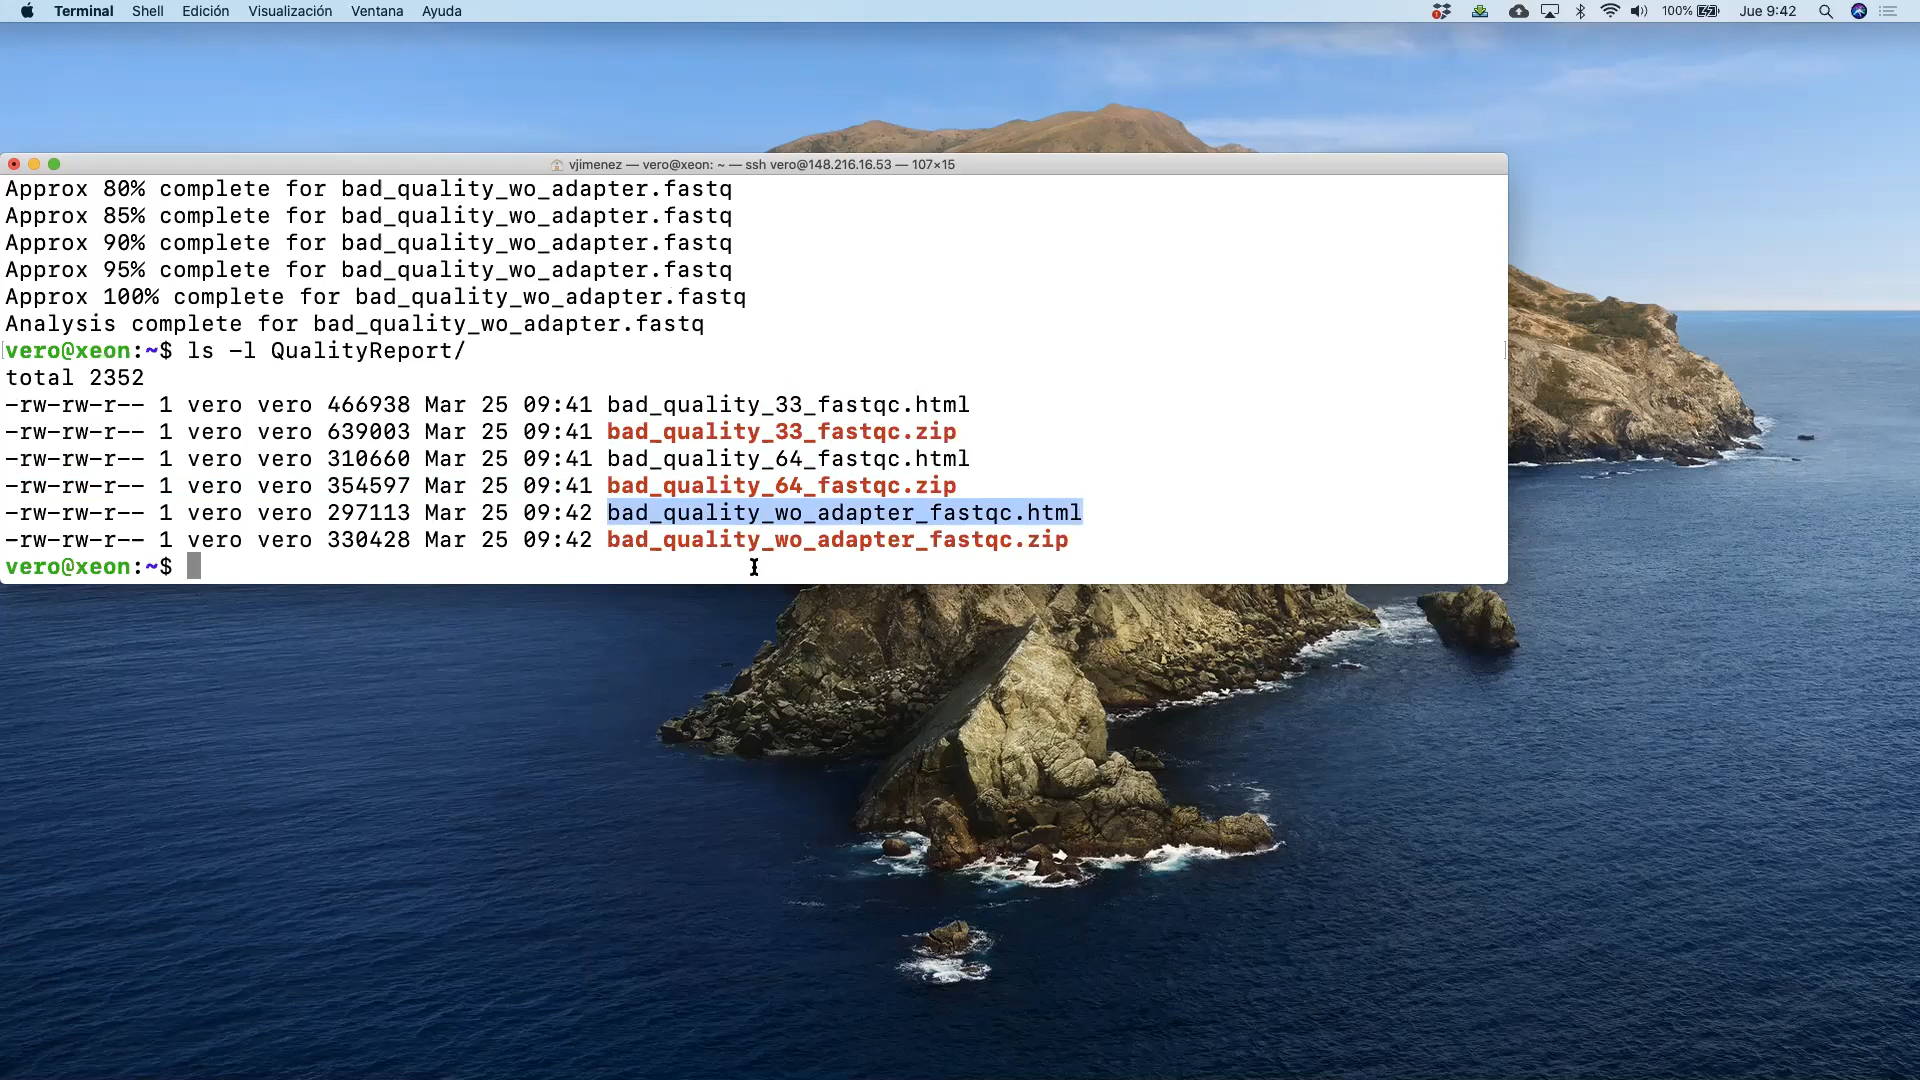 Terminal Shell Edición Visualización Ventana Ayuda 100% Jue 9:42
vjimenez — vero@xeon: ~ — ssh vero@148.216.16.53 — 107×15
Approx 80% complete for bad_quality_wo_adapter.fastq
Approx 85% complete for bad_quality_wo_adapter.fastq
Approx 90% complete for bad_quality_wo_adapter.fastq
Approx 95% complete for bad_quality_wo_adapter.fastq
Approx 100% complete for bad_quality_wo_adapter.fastq
Analysis complete for bad_quality_wo_adapter.fastq
vero@xeon:~$ ls -l QualityReport/
total 2352
-rw-rw-r-- 1 vero vero 466938 Mar 25 09:41 bad_quality_33_fastqc.html
-rw-rw-r-- 1 vero vero 639003 Mar 25 09:41 bad_quality_33_fastqc.zip
-rw-rw-r-- 1 vero vero 310660 Mar 25 09:41 bad_quality_64_fastqc.html
-rw-rw-r-- 1 vero vero 354597 Mar 25 09:41 bad_quality_64_fastqc.zip
-rw-rw-r-- 1 vero vero 297113 Mar 25 09:42 bad_quality_wo_adapter_fastqc.html
-rw-rw-r-- 1 vero vero 330428 Mar 25 09:42 bad_quality_wo_adapter_fastqc.zip
vero@xeon:~$